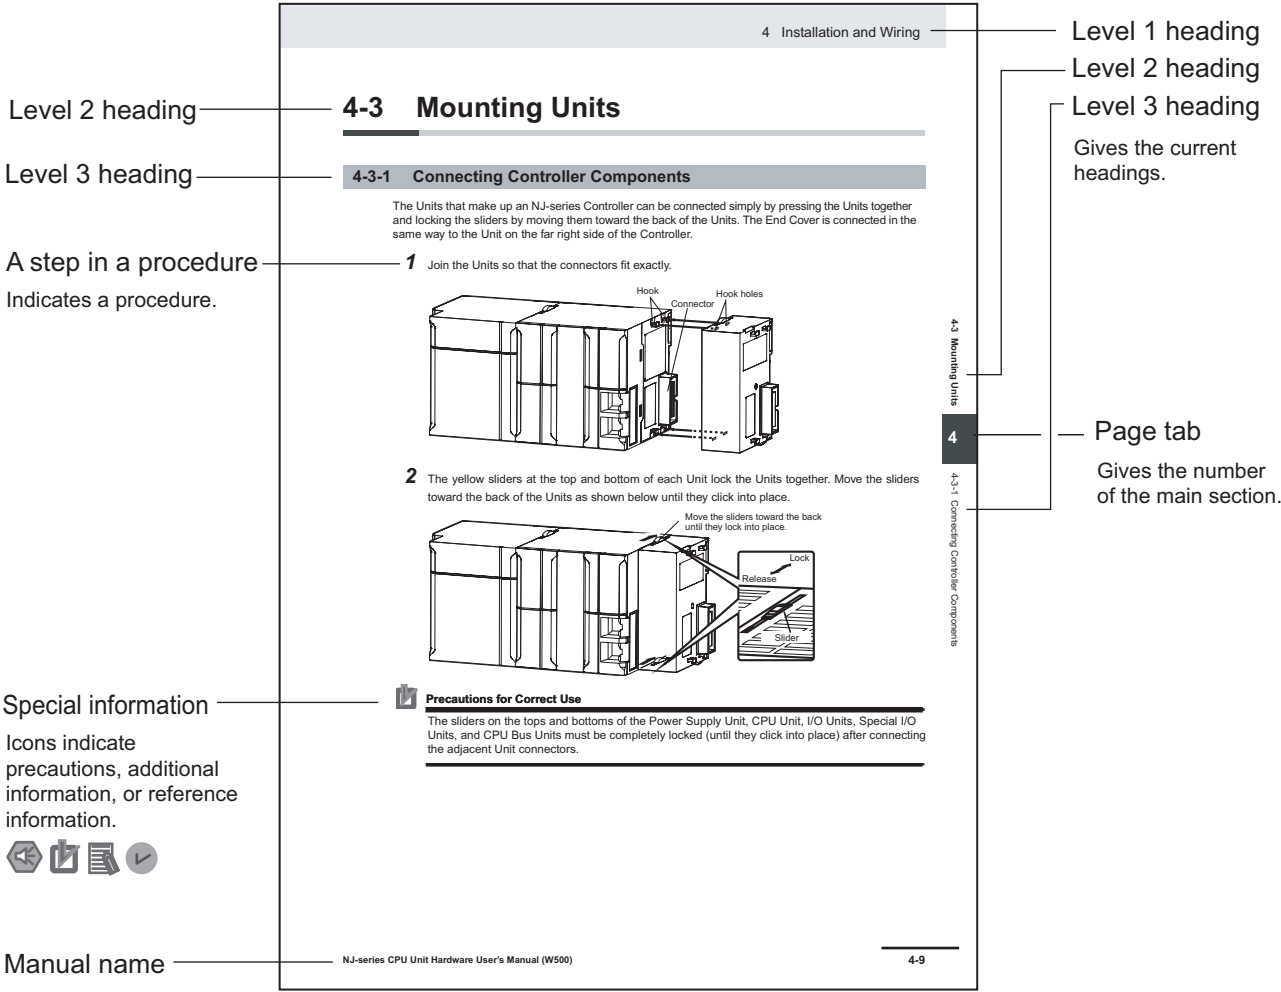 4 Installation and Wiring
Level 1 heading
Level 2 heading
Level 3 heading
Gives the current
headings.
Level 2 heading
4-3 Mounting Units
Level 3 heading
4-3-1 Connecting Controller Components
The Units that make up an NJ-series Controller can be connected simply by pressing the Units together
and locking the sliders by moving them toward the back of the Units. The End Cover is connected in the
same way to the Unit on the far right side of the Controller.
A step in a procedure
Indicates a procedure.
1 Join the Units so that the connectors fit exactly.
Hook
Connector
Hook holes
4-3 Mounting Units
4
4-3-1 Connecting Controller Components
Page tab
Gives the number
of the main section.
2 The yellow sliders at the top and bottom of each Unit lock the Units together. Move the sliders
toward the back of the Units as shown below until they click into place.
Move the sliders toward the back
until they lock into place.
Lock
Release
Slider
Special information
Icons indicate
precautions, additional
information, or reference
information.
Precautions for Correct Use
The sliders on the tops and bottoms of the Power Supply Unit, CPU Unit, I/O Units, Special I/O
Units, and CPU Bus Units must be completely locked (until they click into place) after connecting
the adjacent Unit connectors.
Manual name
NJ-series CPU Unit Hardware User's Manual (W500)
4-9